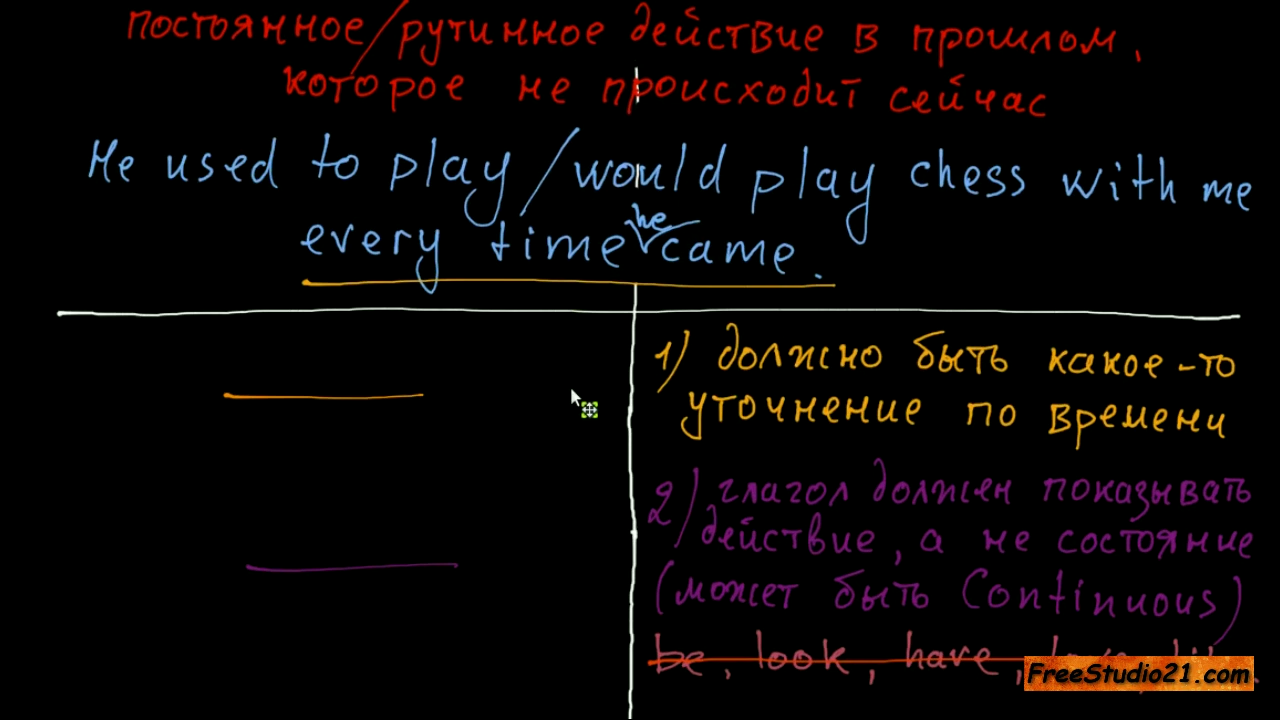 постоянное/рутинное действие в прошлом,
которое не происходит сейчас
He used to play/would play chess with me
every time he came.
1) должно быть какое-то
уточнение по времени
2) глагол должен показывать
действие, а не состояние
(может быть Continuous)
be, look, have,
FreeStudio21.com